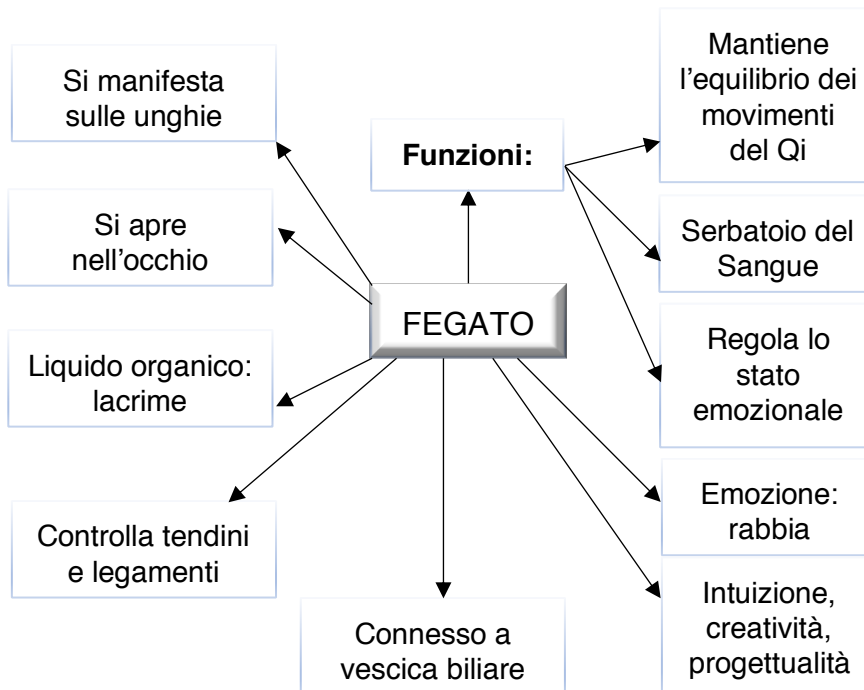 Si manifesta
sulle unghie
Funzioni:
Mantiene
l'equilibrio dei
movimenti
del Qi
Si apre
nell'occhio
Serbatoio del
Sangue
FEGATO
Liquido organico:
lacrime
Regola lo
stato
emozionale
Controlla tendini
e legamenti
Emozione:
rabbia
Connesso a
vescica biliare
Intuizione,
creatività,
progettualità